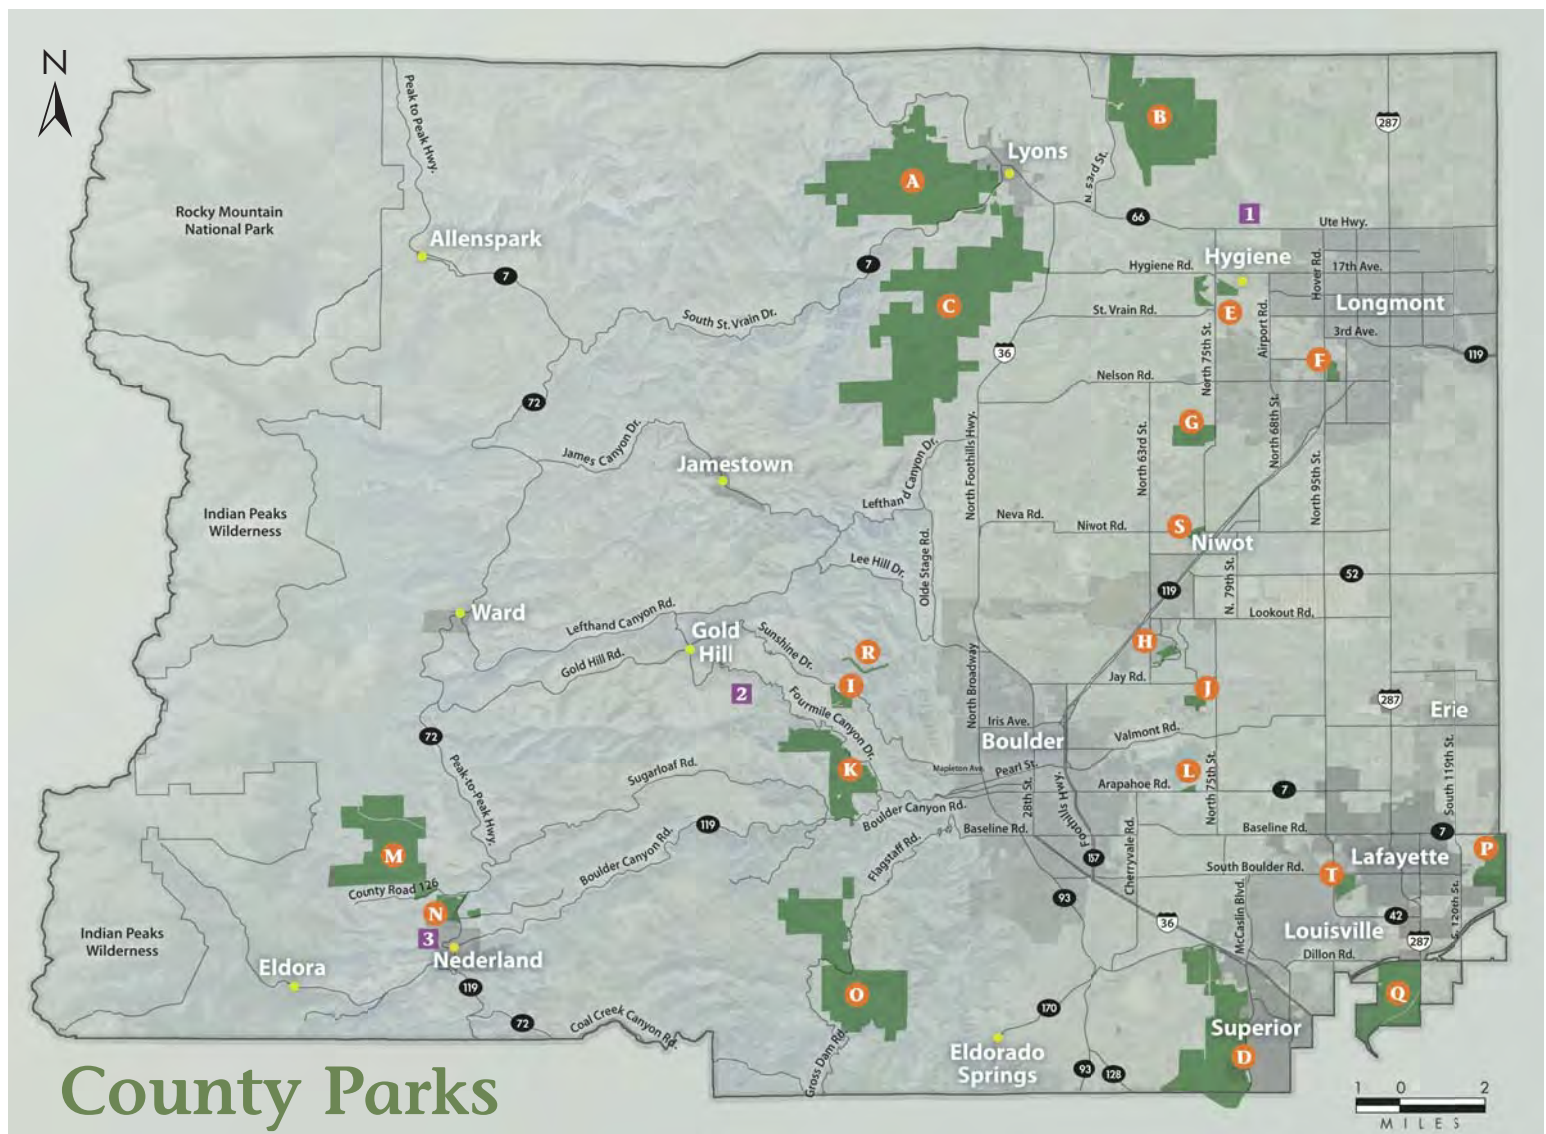 N
Peak to Peak Hwy.
B
287
Lyons
A
N. 53rd St.
Rocky Mountain
National Park
1
66
Ute Hwy.
Allenspark
Hygiene
7
7
Hygiene Rd.
17th Ave.
Hover Rd.
C
E
Longmont
South St. Vrain Dr.
St. Vrain Rd.
Airport Rd.
3rd Ave.
36
North 75th St.
F
119
Nelson Rd.
72
G
James Canyon Dr.
North Foothills Hwy.
North 63rd St.
North 68th St.
Jamestown
Lefthand Canyon Dr.
North 95th St.
Indian Peaks
Wilderness
Neva Rd.
Niwot Rd.
S
Niwot
Olde Stage Rd.
Lee Hill Dr.
52
119
N. 79th St.
Ward
Lookout Rd.
Lefthand Canyon Rd.
Gold
Hill
Sunshine Dr.
R
H
Gold Hill Rd.
I
Jay Rd.
J
2
North Broadway
287
Erie
Fourmile Canyon Dr.
Iris Ave.
72
Boulder
Valmont Rd.
Peak-to-Peak Hwy.
Sugarloaf Rd.
K
Mapleton Ave.
Pearl St.
L
South 119th St.
Arapahoe Rd.
North 75th St.
7
28th St.
Foothills Hwy.
Boulder Canyon Rd.
119
Baseline Rd.
Baseline Rd.
7
M
Boulder Canyon Rd.
Flagstaff Rd.
157
Cherryvale Rd.
P
Lafayette
South Boulder Rd.
T
County Road 126
93
McCaslin Blvd.
S. 120th St.
N
36
42
3
Louisville
287
Indian Peaks
Wilderness
Nederland
Dillon Rd.
Eldora
119
O
Q
170
72
Coal Creek Canyon Rd.
Superior
Eldorado
Springs
D
Gross Dam Rd.
93
128
County Parks
1
0
2
MILES